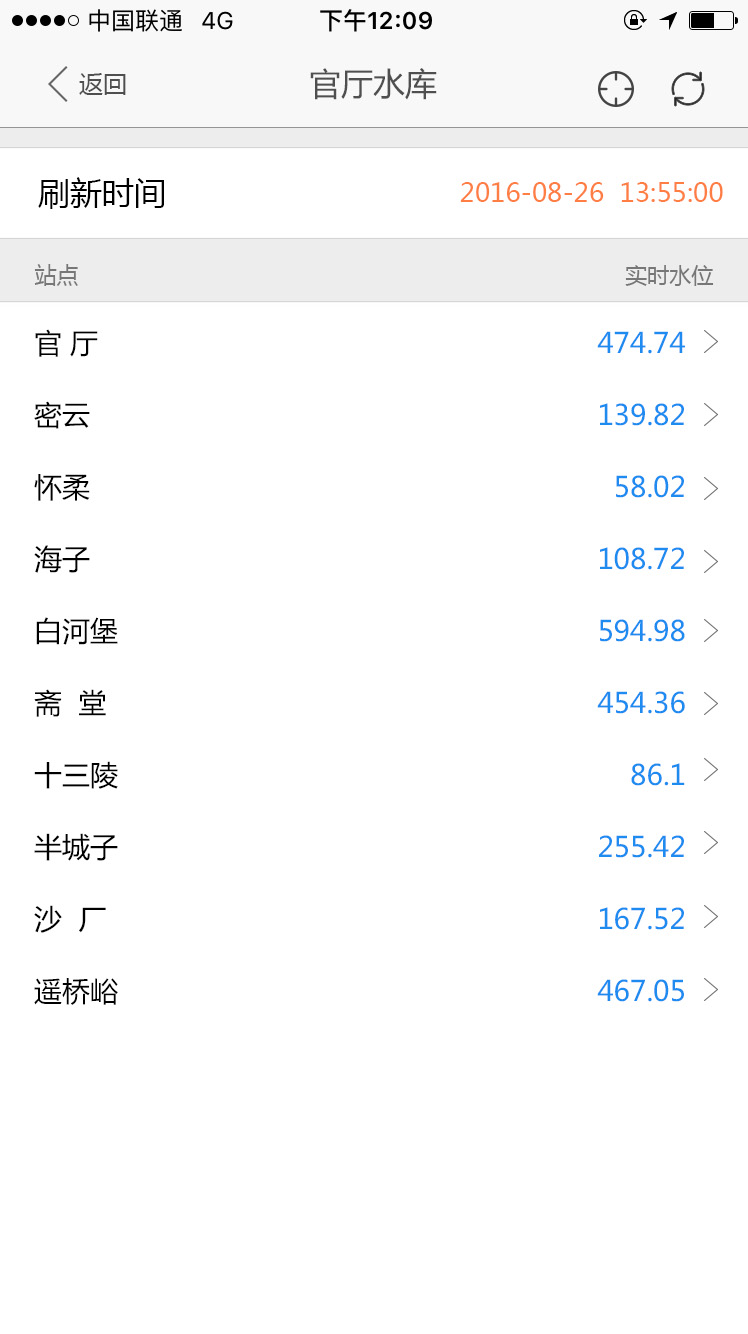 中国联通 4G 下午12:09
返回 官厅水库
刷新时间 2016-08-26 13:55:00
站点 实时水位
官 厅 474.74
密云 139.82
怀柔 58.02
海子 108.72
白河堡 594.98
斋 堂 454.36
十三陵 86.1
半城子 255.42
沙 厂 167.52
遥桥峪 467.05